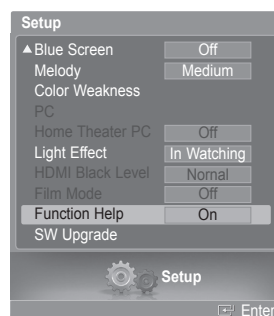 Setup
▲Blue Screen Off
Melody Medium
Color Weakness
PC
Home Theater PC Off
Light Effect In Watching
HDMI Black Level Normal
Film Mode Off
Function Help On
SW Upgrade
Setup
Enter